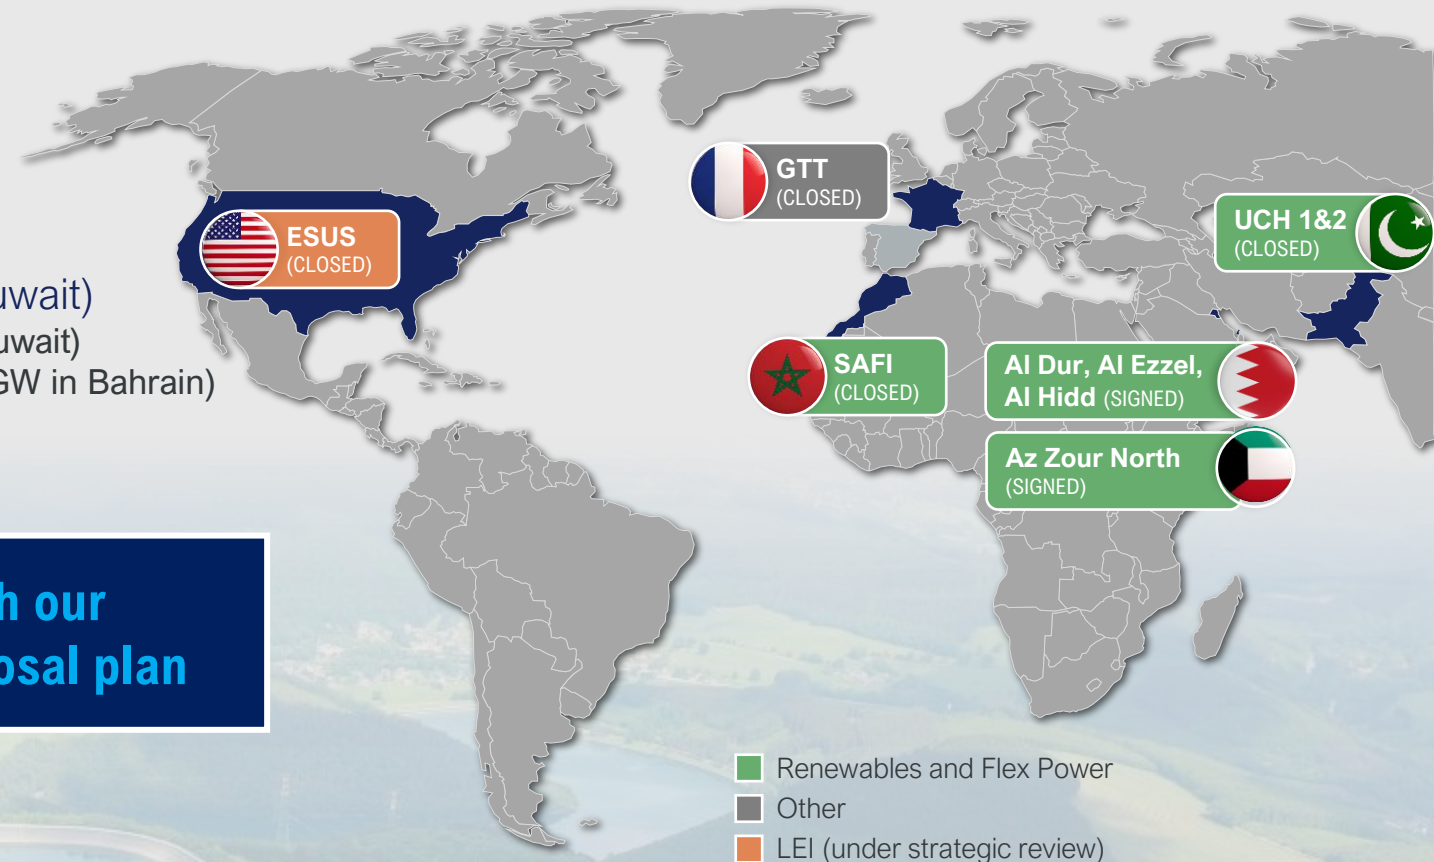 GTT
(CLOSED)
ESUS
(CLOSED)
UCH 1&2
(CLOSED)
uwait)
uwait)
GW in Bahrain)
SAFI
(CLOSED)
Al Dur, Al Ezzel,
Al Hidd (SIGNED)
Az Zour North
(SIGNED)
h our
osal plan
Renewables and Flex Power
Other
LEI (under strategic review)